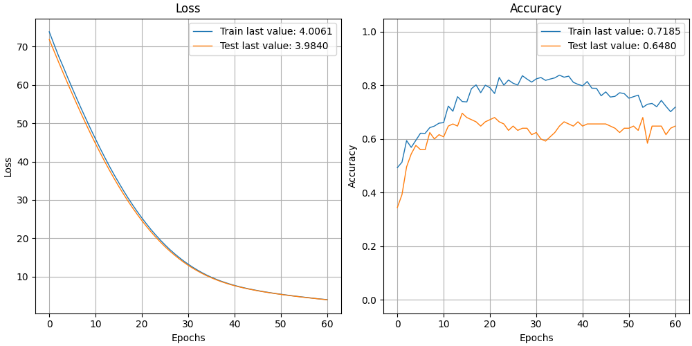 Loss
Train last value: 4.0061
Test last value: 3.9840
70
60
50
40
30
20
10
Loss
0
10
20
30
40
50
60
Epochs
Accuracy
Train last value: 0.7185
Test last value: 0.6480
1.0
0.8
0.6
0.4
0.2
0.0
Accuracy
0
10
20
30
40
50
60
Epochs